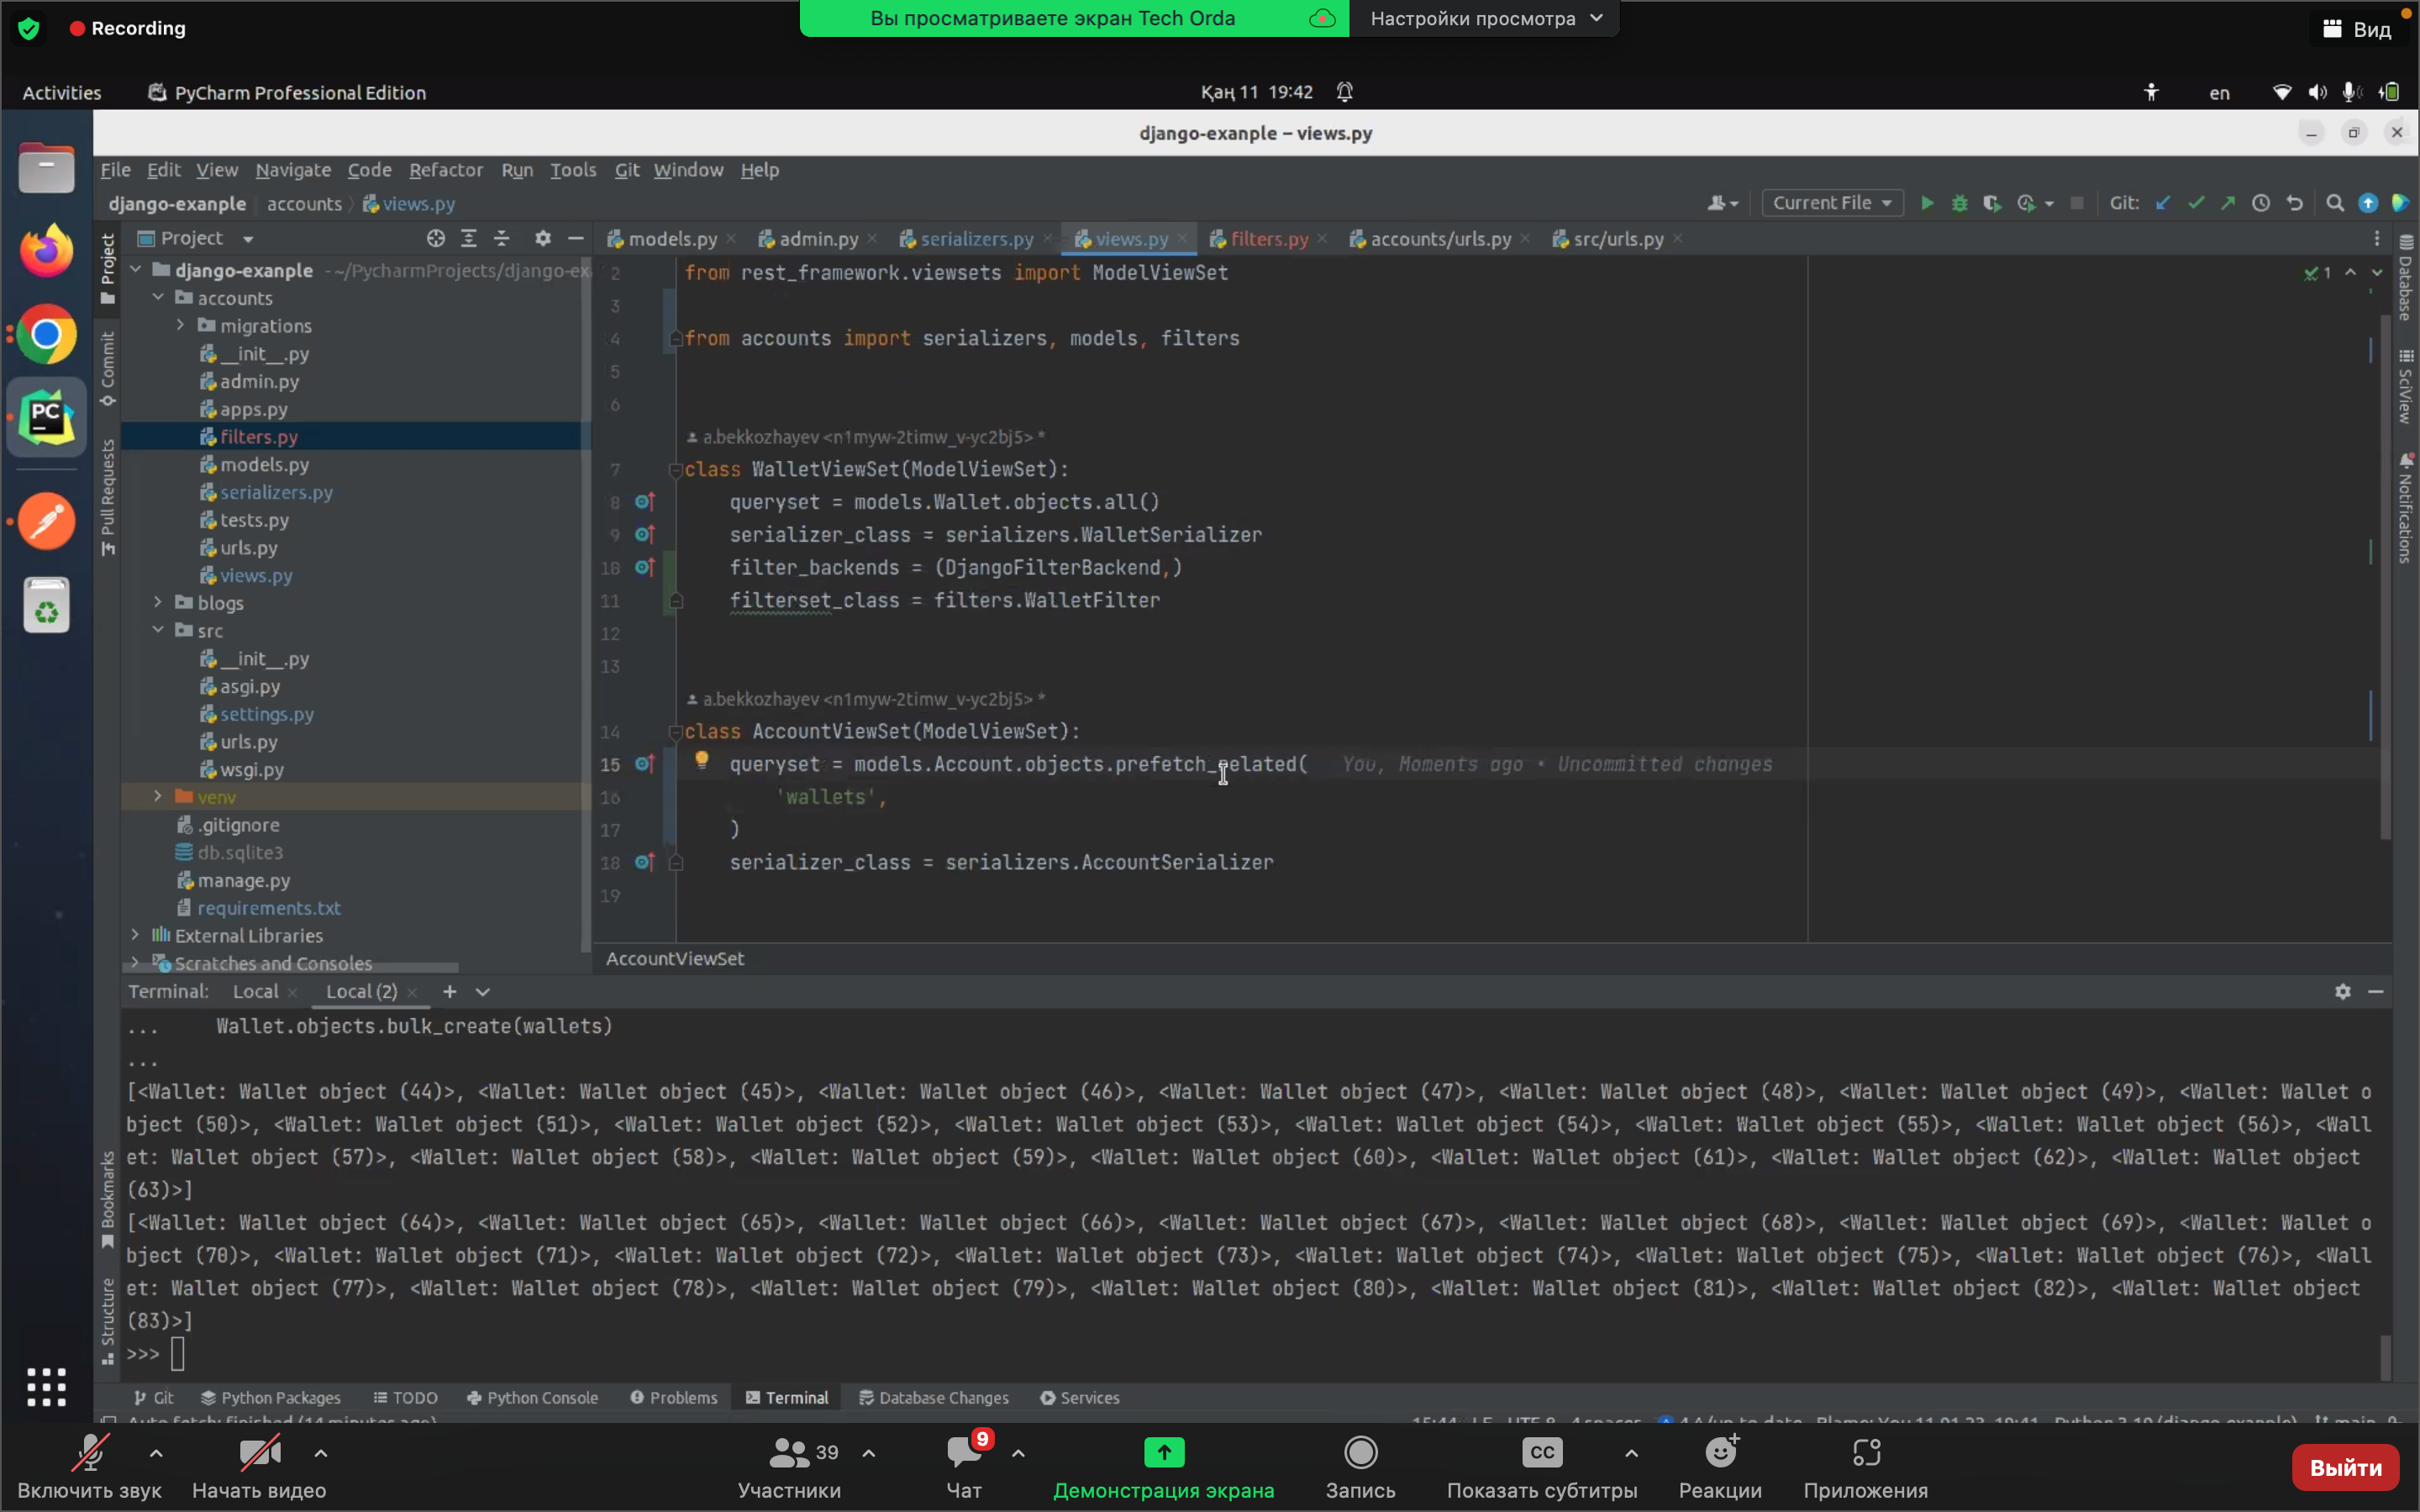 Recording
Вы просматриваете экран Tech Orda
Настройки просмотра
Вид
Activities
PyCharm Professional Edition
Қаң 11 19:42
en
django-exanple – views.py
File Edit View Navigate Code Refactor Run Tools Git Window Help
django-exanple accounts views.py
Current File
Git:
Project
models.py
admin.py
serializers.py
views.py
filters.py
accounts/urls.py
src/urls.py
Project
Commit
Pull Requests
Bookmarks
Structure
django-exanple ~/PycharmProjects/django-ex
accounts
migrations
__init__.py
admin.py
apps.py
filters.py
models.py
serializers.py
tests.py
urls.py
views.py
blogs
src
__init__.py
asgi.py
settings.py
urls.py
wsgi.py
venv
.gitignore
db.sqlite3
manage.py
requirements.txt
External Libraries
Scratches and Consoles
2 from rest_framework.viewsets import ModelViewSet
3
4 from accounts import serializers, models, filters
5
6
a.bekkozhayev <n1myw-2timw_v-yc2bj5> *
7 class WalletViewSet(ModelViewSet):
8 queryset = models.Wallet.objects.all()
9 serializer_class = serializers.WalletSerializer
10 filter_backends = (DjangoFilterBackend,)
11 filterset_class = filters.WalletFilter
12
13
a.bekkozhayev <n1myw-2timw_v-yc2bj5> *
14 class AccountViewSet(ModelViewSet):
15 queryset = models.Account.objects.prefetch_related( You, Moments ago • Uncommitted changes
16 'wallets',
17 )
18 serializer_class = serializers.AccountSerializer
19
1
Database
SciView
Notifications
AccountViewSet
Terminal: Local Local (2)
... Wallet.objects.bulk_create(wallets)
...
[<Wallet: Wallet object (44)>, <Wallet: Wallet object (45)>, <Wallet: Wallet object (46)>, <Wallet: Wallet object (47)>, <Wallet: Wallet object (48)>, <Wallet: Wallet object (49)>, <Wallet: Wallet o
bject (50)>, <Wallet: Wallet object (51)>, <Wallet: Wallet object (52)>, <Wallet: Wallet object (53)>, <Wallet: Wallet object (54)>, <Wallet: Wallet object (55)>, <Wallet: Wallet object (56)>, <Wall
et: Wallet object (57)>, <Wallet: Wallet object (58)>, <Wallet: Wallet object (59)>, <Wallet: Wallet object (60)>, <Wallet: Wallet object (61)>, <Wallet: Wallet object (62)>, <Wallet: Wallet object
(63)>]
[<Wallet: Wallet object (64)>, <Wallet: Wallet object (65)>, <Wallet: Wallet object (66)>, <Wallet: Wallet object (67)>, <Wallet: Wallet object (68)>, <Wallet: Wallet object (69)>, <Wallet: Wallet o
bject (70)>, <Wallet: Wallet object (71)>, <Wallet: Wallet object (72)>, <Wallet: Wallet object (73)>, <Wallet: Wallet object (74)>, <Wallet: Wallet object (75)>, <Wallet: Wallet object (76)>, <Wall
et: Wallet object (77)>, <Wallet: Wallet object (78)>, <Wallet: Wallet object (79)>, <Wallet: Wallet object (80)>, <Wallet: Wallet object (81)>, <Wallet: Wallet object (82)>, <Wallet: Wallet object
(83)>]
>>>
Git Python Packages TODO Python Console Problems Terminal Database Changes Services
Auto fetch: finished (14 minutes ago)
Включить звук
Начать видео
39
Участники
9
Чат
Демонстрация экрана
Запись
CC
Показать субтитры
Реакции
Приложения
Выйти